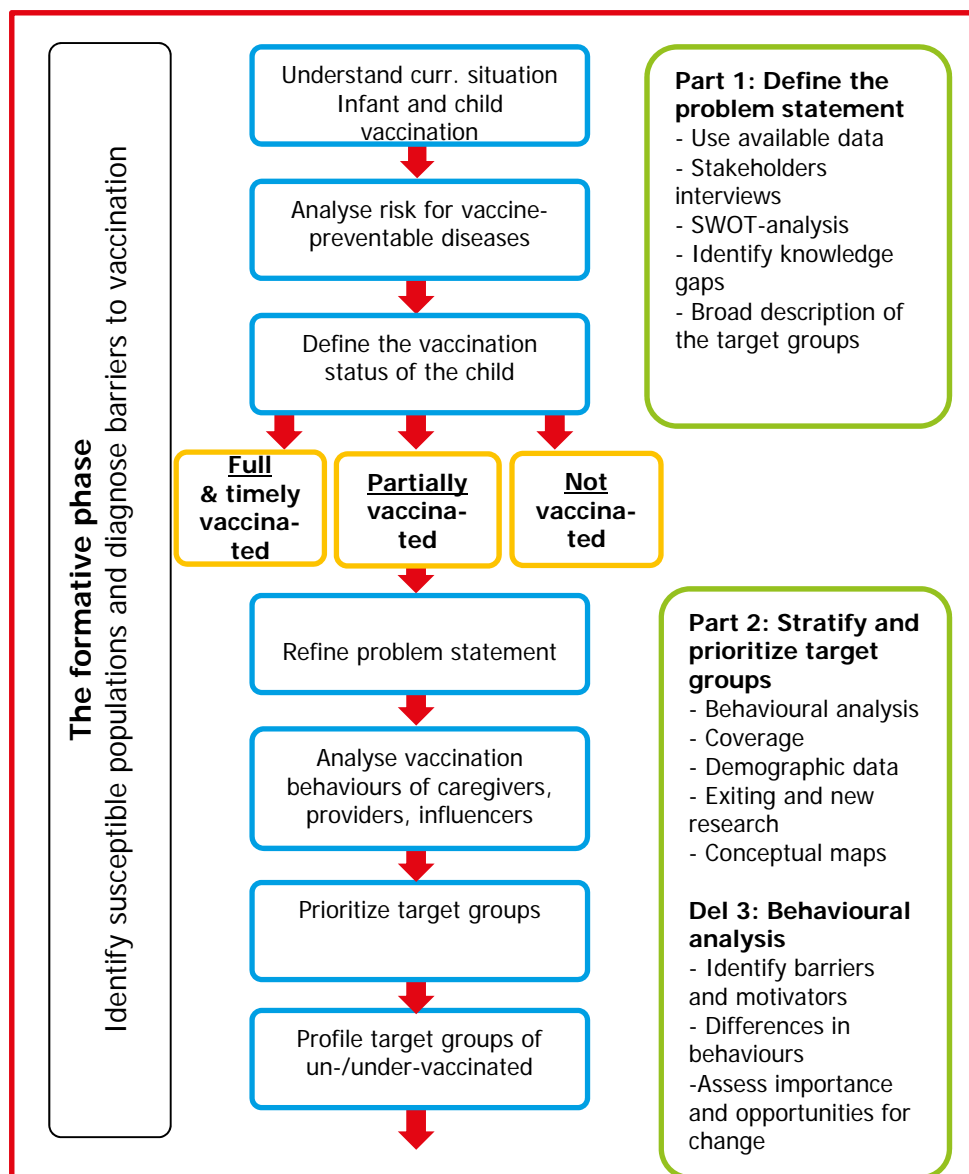 The formative phase
Identify susceptible populations and diagnose barriers to vaccination
Understand curr. situation
Infant and child
vaccination
Analyse risk for vaccine-
preventable diseases
Define the vaccination
status of the child
Full
& timely
vaccina-
ted
Partially
vaccina-
ted
Not
vaccina-
ted
Refine problem statement
Analyse vaccination
behaviours of caregivers,
providers, influencers
Prioritize target groups
Profile target groups of
un-/under-vaccinated
Part 1: Define the
problem statement
- Use available data
- Stakeholders
interviews
- SWOT-analysis
- Identify knowledge
gaps
- Broad description of
the target groups
Part 2: Stratify and
prioritize target
groups
- Behavioural analysis
- Coverage
- Demographic data
- Exiting and new
research
- Conceptual maps
Del 3: Behavioural
analysis
- Identify barriers
and motivators
- Differences in
behaviours
-Assess importance
and opportunities for
change